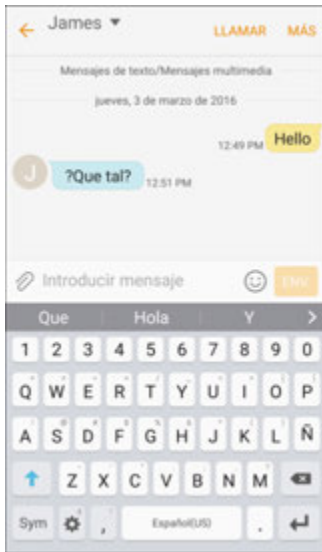 James LLAMAR MÁS
Mensajes de texto/Mensajes multimedia
jueves, 3 de marzo de 2016
12:49 PM Hello
J ?Que tal? 12:51 PM
Introducir mensaje ENV.
Que Hola Y
1 2 3 4 5 6 7 8 9 0
Q W E R T Y U I O P
A S D F G H J K L Ñ
Z X C V B N M
Sym , Español(US) .